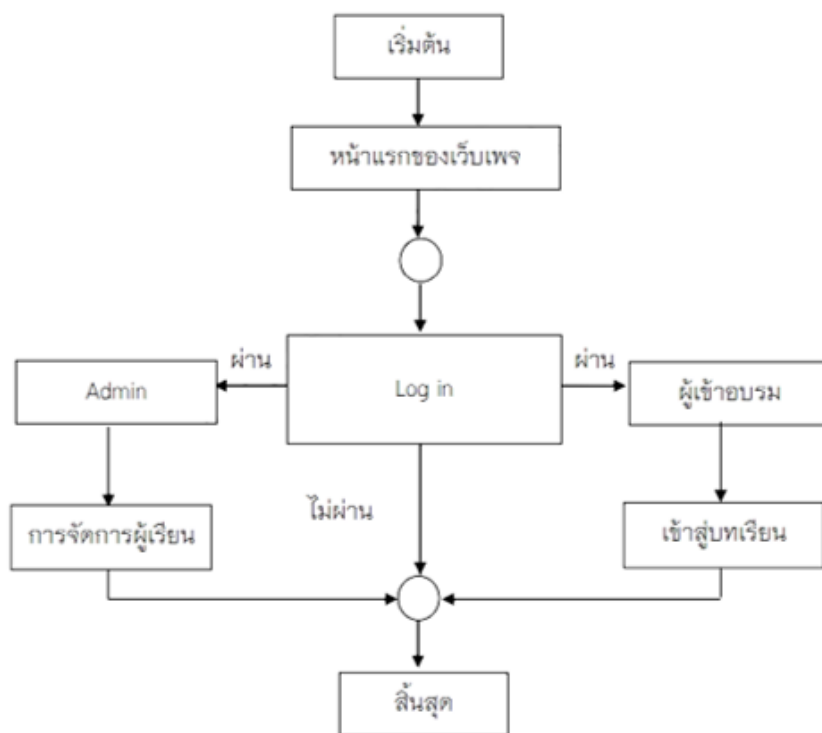 เริ่มต้น
หน้าแรกของเว็บเพจ
ผ่าน
ผ่าน
Admin
Log in
ผู้เข้าอบรม
ไม่ผ่าน
การจัดการผู้เรียน
เข้าสู่บทเรียน
สิ้นสุด